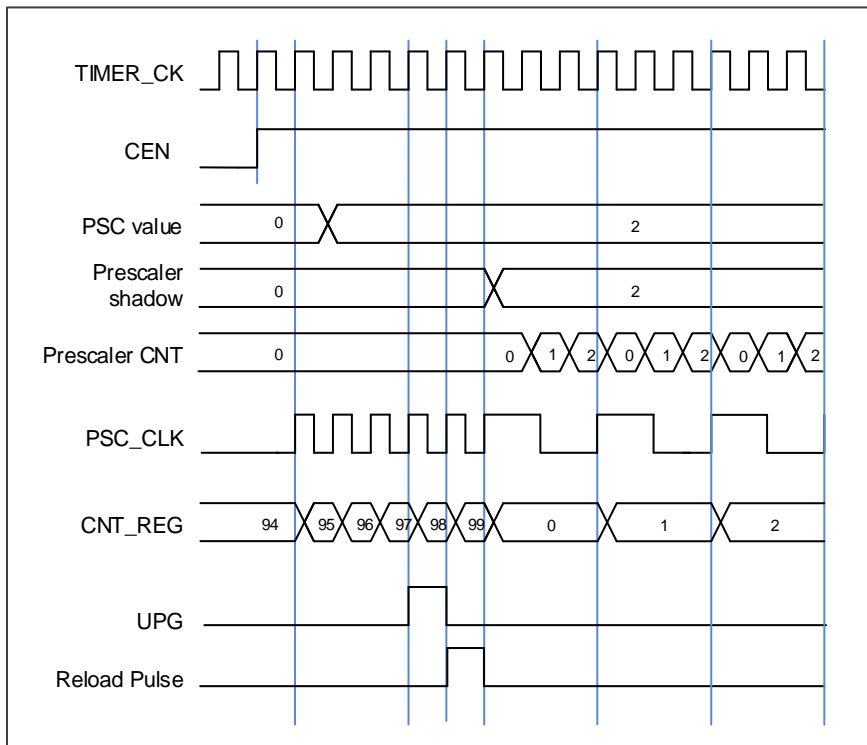 TIMER_CK
CEN
PSC value 0 2
Prescaler
shadow 0 2
Prescaler CNT 0 0 1 2 0 1 2 0 1 2
PSC_CLK
CNT_REG 94 95 96 97 98 99 0 1 2
UPG
Reload Pulse